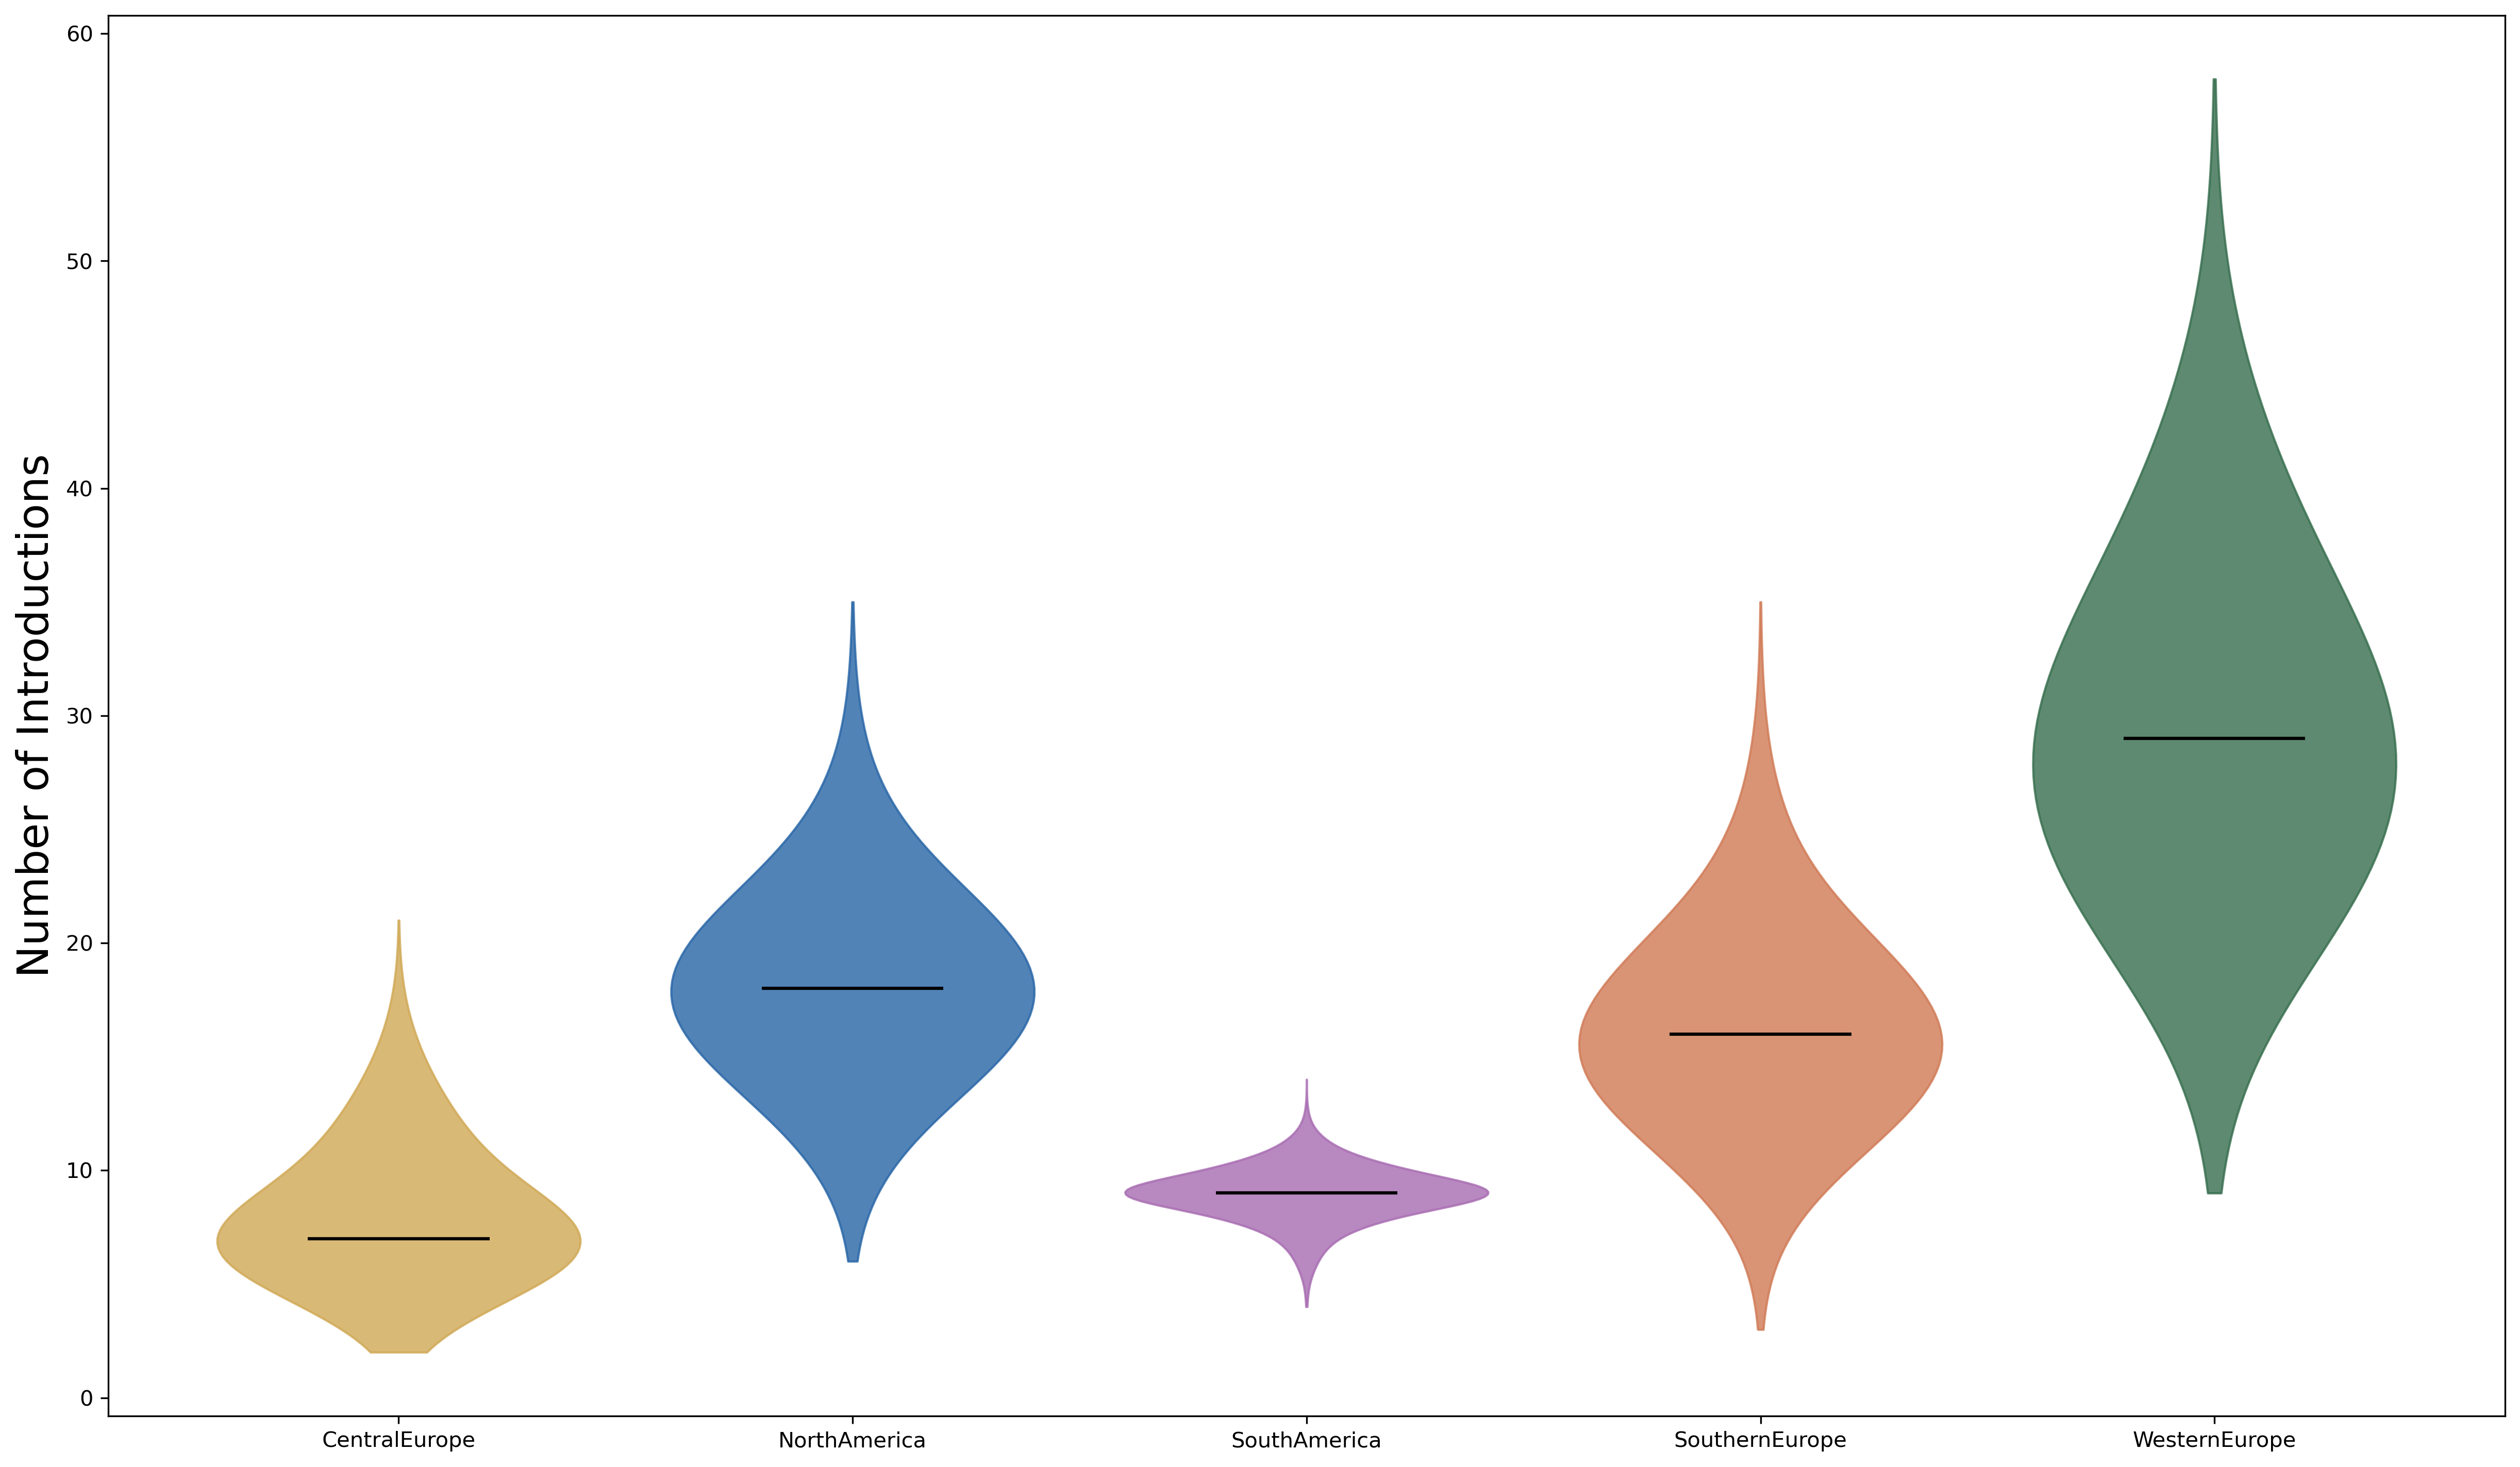 Number of Introductions
60
50
40
30
20
10
0
CentralEurope
NorthAmerica
SouthAmerica
SouthernEurope
WesternEurope